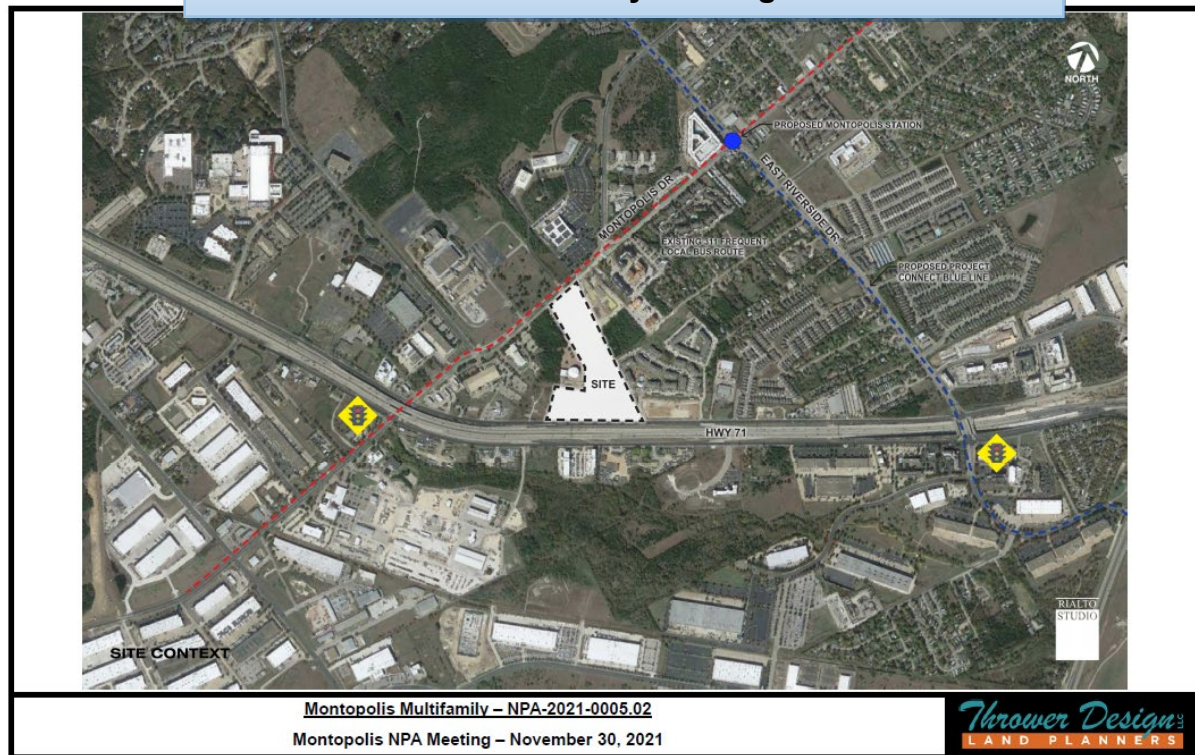 NORTH
PROPOSED MONTOPOLIS STATION
MONTOPOLIS DR.
EAST RIVERSIDE DR.
EXISTING 311 FREQUENT
LOCAL BUS ROUTE
PROPOSED PROJECT
CONNECT BLUE LINE
SITE
HWY 71
RIALTO
STUDIO
SITE CONTEXT
Montopolis Multifamily – NPA-2021-0005.02
Montopolis NPA Meeting – November 30, 2021
Thrower Design LLC
LAND PLANNERS